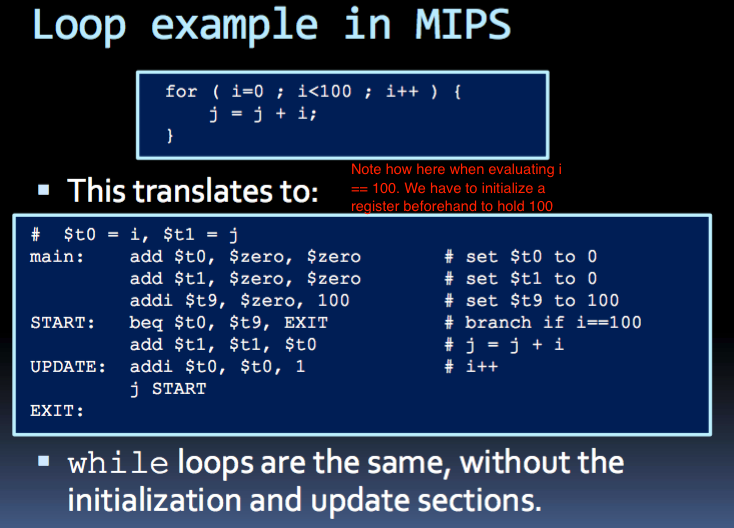 Loop example in MIPS
for ( i=0 ; i<100 ; i++ ) {
j = j + i;
}
▪ This translates to:
Note how here when evaluating i
== 100. We have to initialize a
register beforehand to hold 100
# $t0 = i, $t1 = j
main: add $t0, $zero, $zero # set $t0 to 0
add $t1, $zero, $zero # set $t1 to 0
addi $t9, $zero, 100 # set $t9 to 100
START: beq $t0, $t9, EXIT # branch if i==100
add $t1, $t1, $t0 # j = j + i
UPDATE: addi $t0, $t0, 1 # i++
j START
EXIT:
▪ while loops are the same, without the
initialization and update sections.